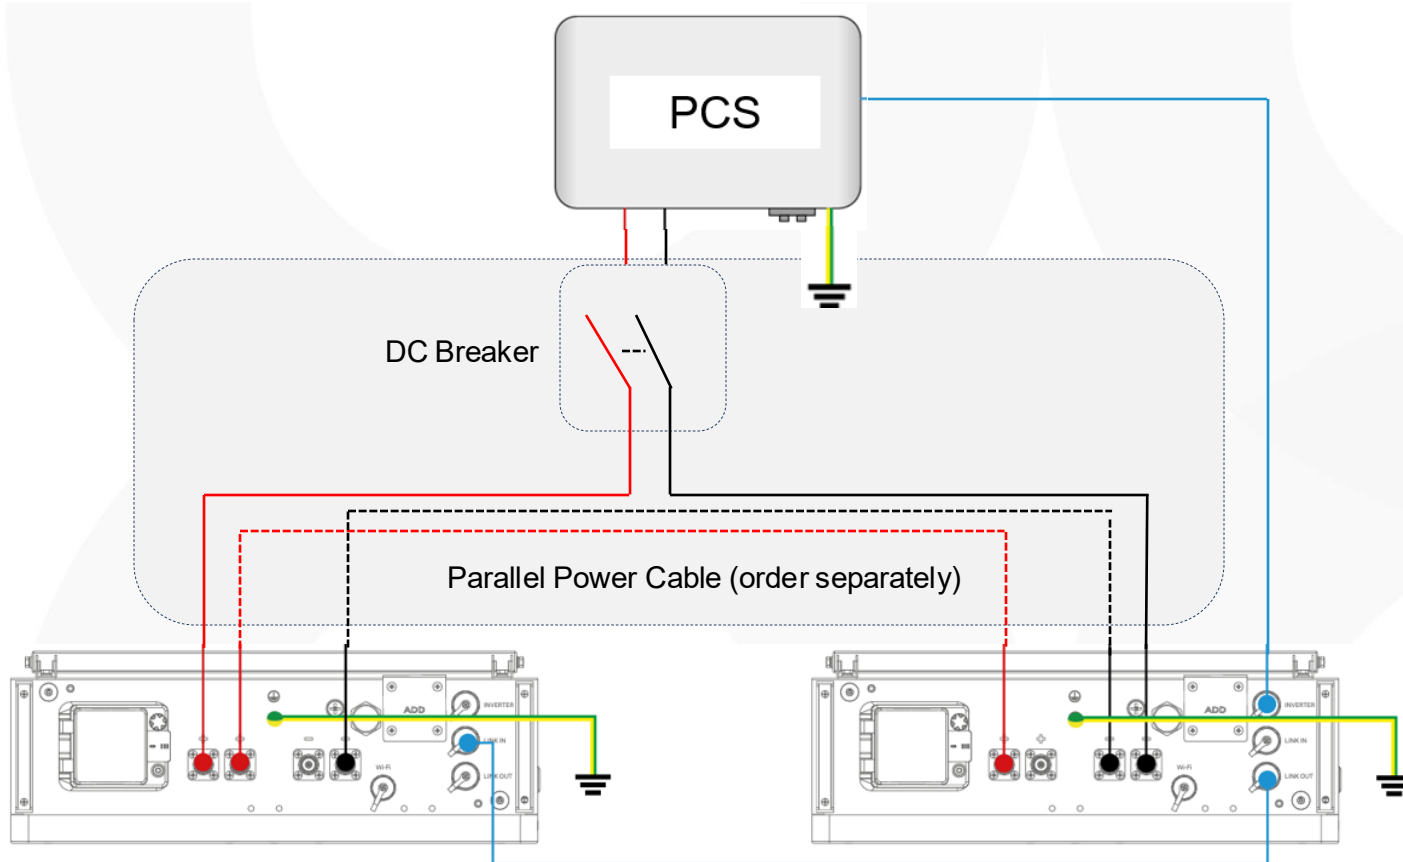 PCS
DC Breaker
Parallel Power Cable (order separately)
ADD
INVERTER
LINK IN
Wi-Fi
LINK OUT
ADD
INVERTER
LINK IN
Wi-Fi
LINK OUT